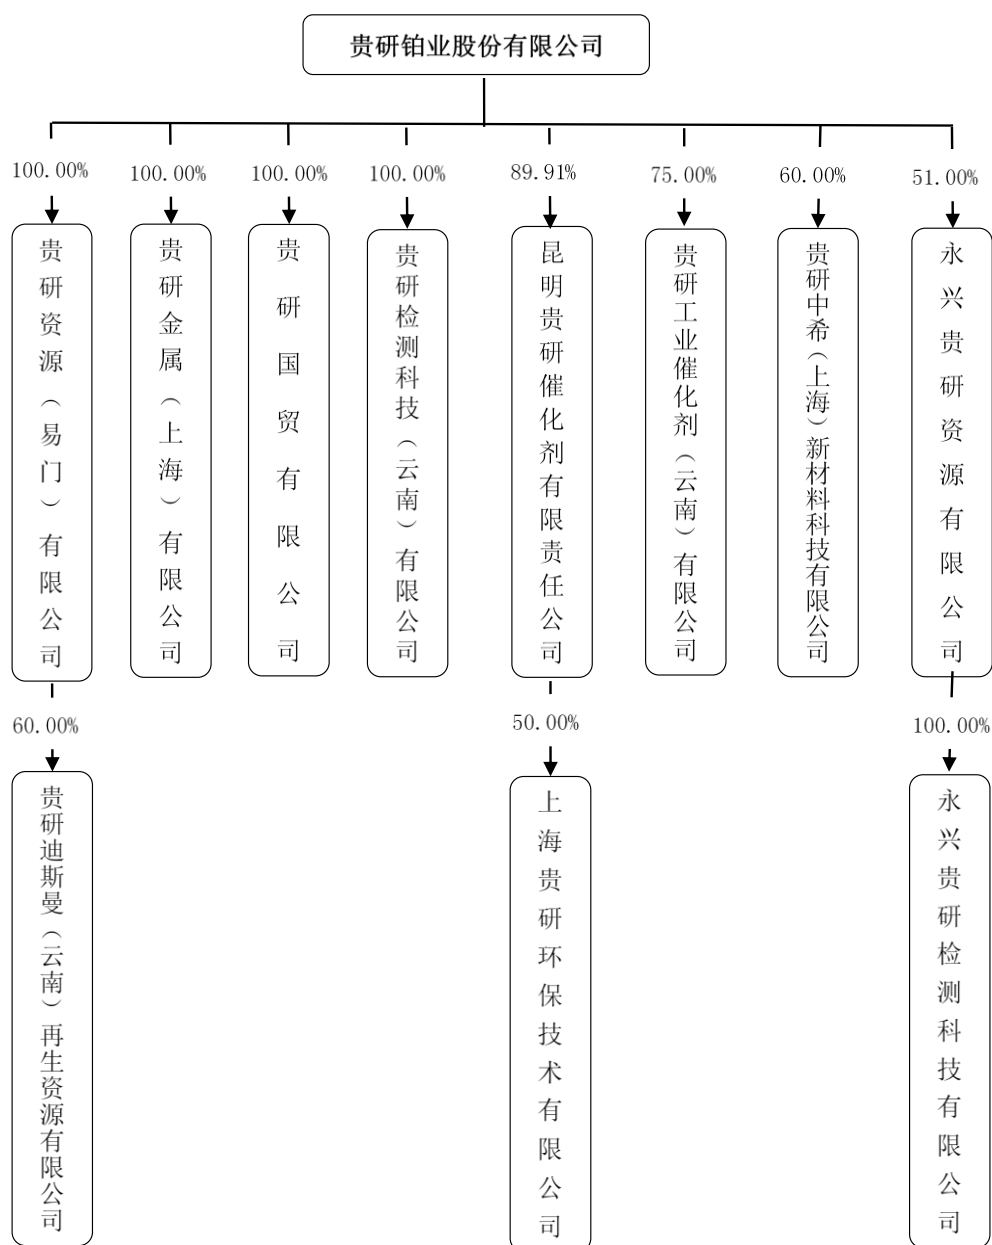 贵研铂业股份有限公司
100.00%
100.00%
100.00%
100.00%
89.91%
75.00%
60.00%
51.00%
贵研资源（易门）有限公司
贵研金属（上海）有限公司
贵研国贸有限公司
贵研检测科技（云南）有限公司
昆明贵研催化剂有限责任公司
贵研工业催化剂（云南）有限公司
贵研中希（上海）新材料科技有限公司
永兴贵研资源有限公司
60.00%
50.00%
100.00%
贵研迪斯曼（云南）再生资源有限公司
上海贵研环保技术有限公司
永兴贵研检测科技有限公司